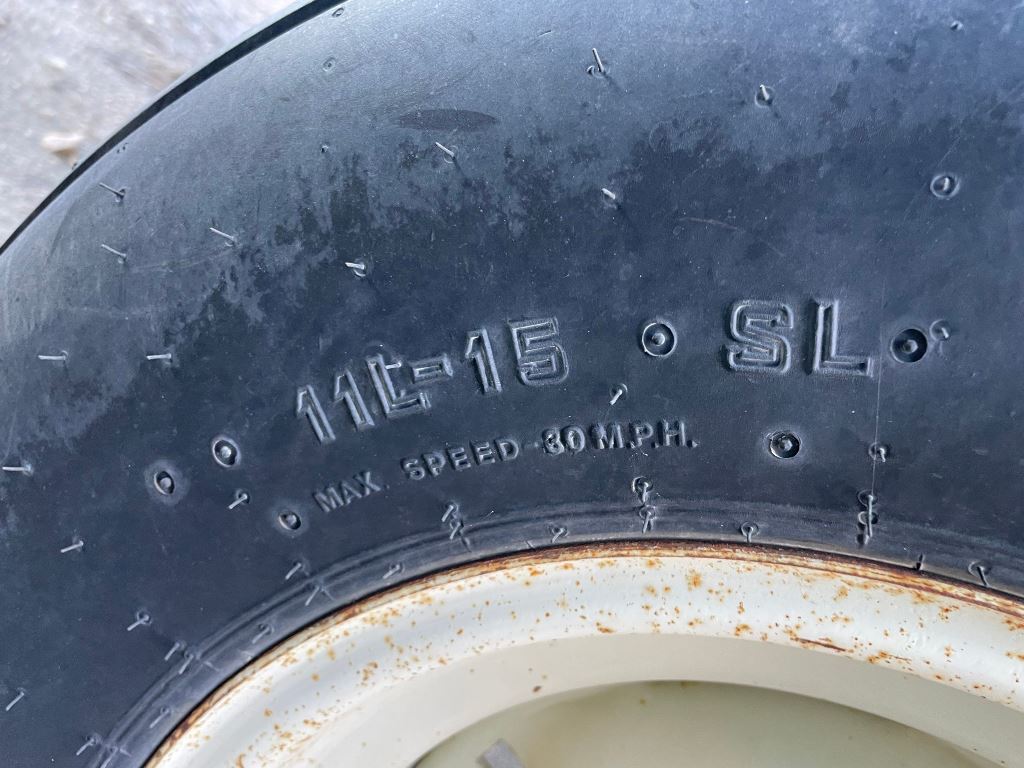 11L-15 SL
MAX. SPEED-30 M.P.H.